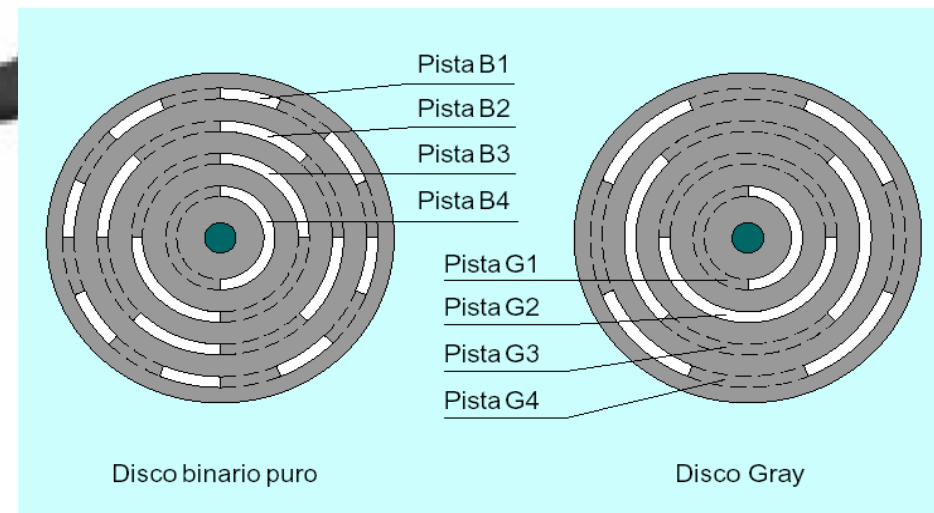 Pista B1
Pista B2
Pista B3
Pista B4
Pista G1
Pista G2
Pista G3
Pista G4
Disco binario puro
Disco Gray